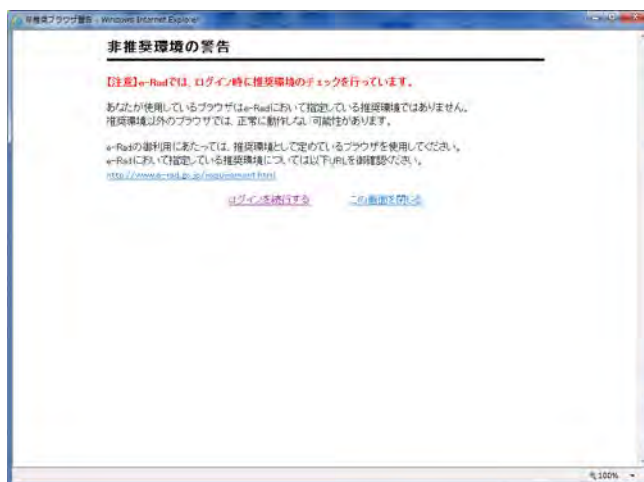 非推奨ブラウザ警告 - Windows Internet Explorer
非推奨環境の警告
【注意】e-Radでは、ログイン時に推奨環境のチェックを行っています。
あなたが使用しているブラウザはe-Radにおいて指定している推奨環境ではありません。
推奨環境以外のブラウザでは、正常に動作しない可能性があります。
e-Radの御利用にあたっては、推奨環境として定めているブラウザを使用してください。
e-Radにおいて指定している推奨環境については以下URLを御確認ください。
http://www.e-rad.go.jp/requirement.html
ログインを続行する この画面を閉じる
100%